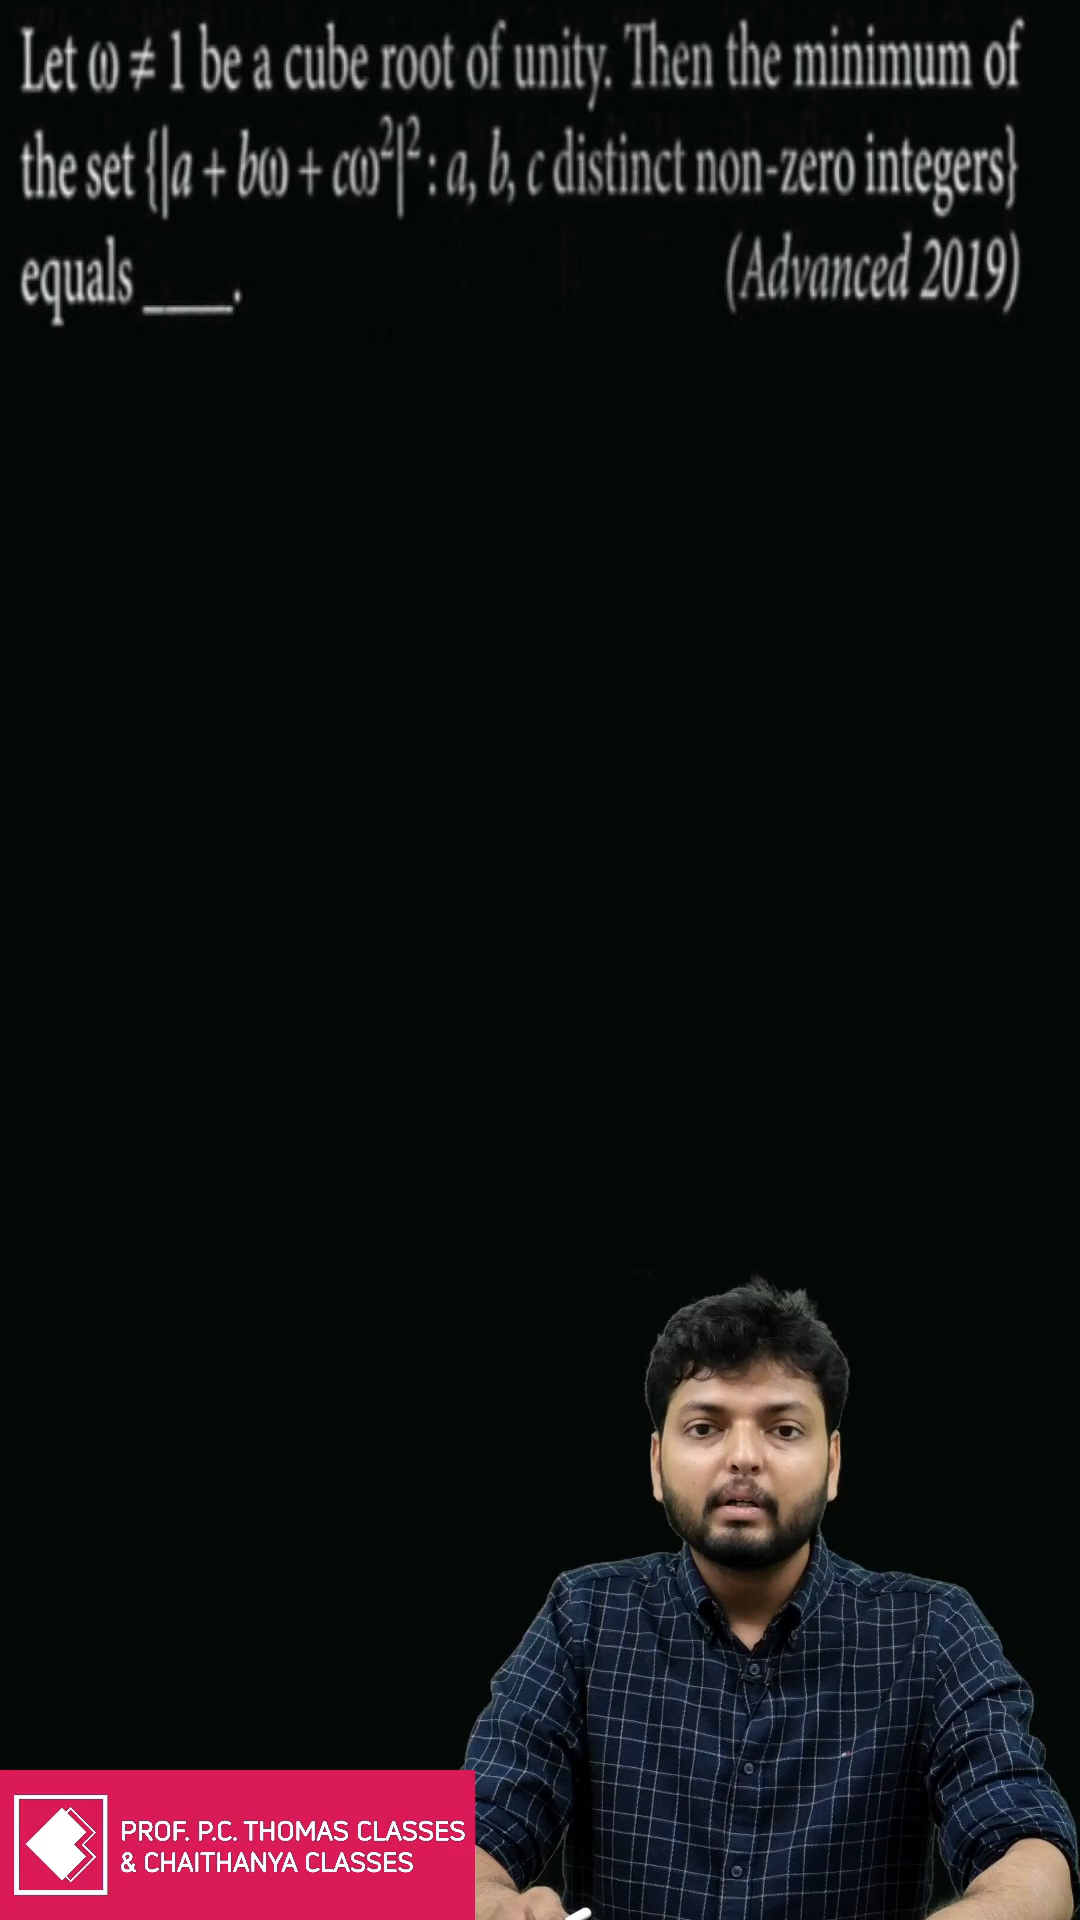 Let ω ≠ 1 be a cube root of unity. Then the minimum of
the set {|a + bω + cω²|² : a, b, c distinct non-zero integers}
equals ____. (Advanced 2019)
PROF. P.C. THOMAS CLASSES
& CHAITHANYA CLASSES